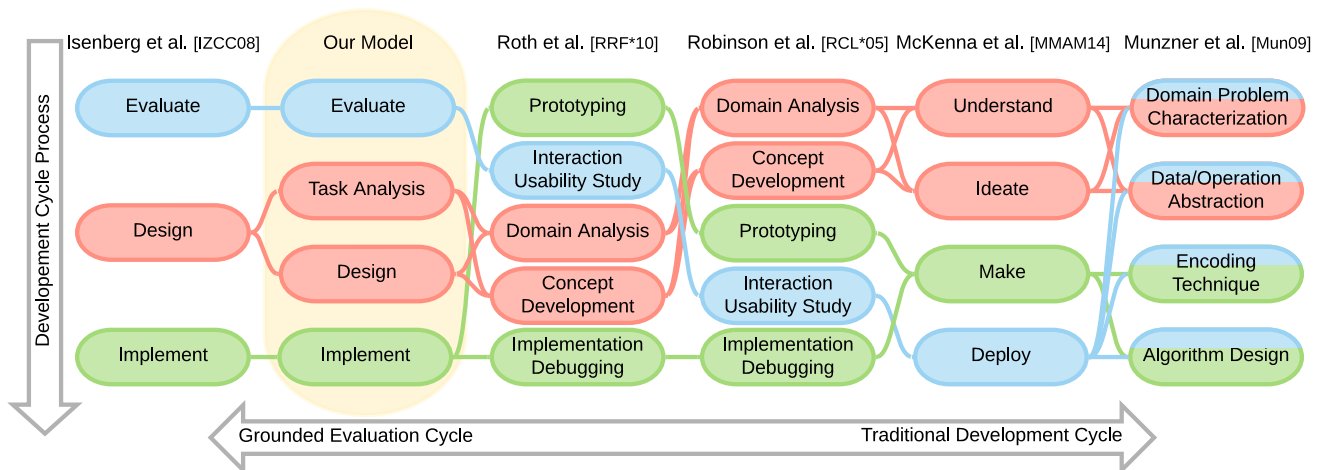 Isenberg et al. [IZCC08]
Our Model
Roth et al. [RRF*10]
Robinson et al. [RCL*05]
McKenna et al. [MMAM14]
Munzner et al. [Mun09]
Developement Cycle Process
Evaluate
Design
Implement
Evaluate
Task Analysis
Design
Implement
Prototyping
Interaction
Usability Study
Domain Analysis
Concept
Development
Implementation
Debugging
Domain Analysis
Concept
Development
Prototyping
Interaction
Usability Study
Implementation
Debugging
Understand
Ideate
Make
Deploy
Domain Problem
Characterization
Data/Operation
Abstraction
Encoding
Technique
Algorithm Design
Grounded Evaluation Cycle
Traditional Development Cycle